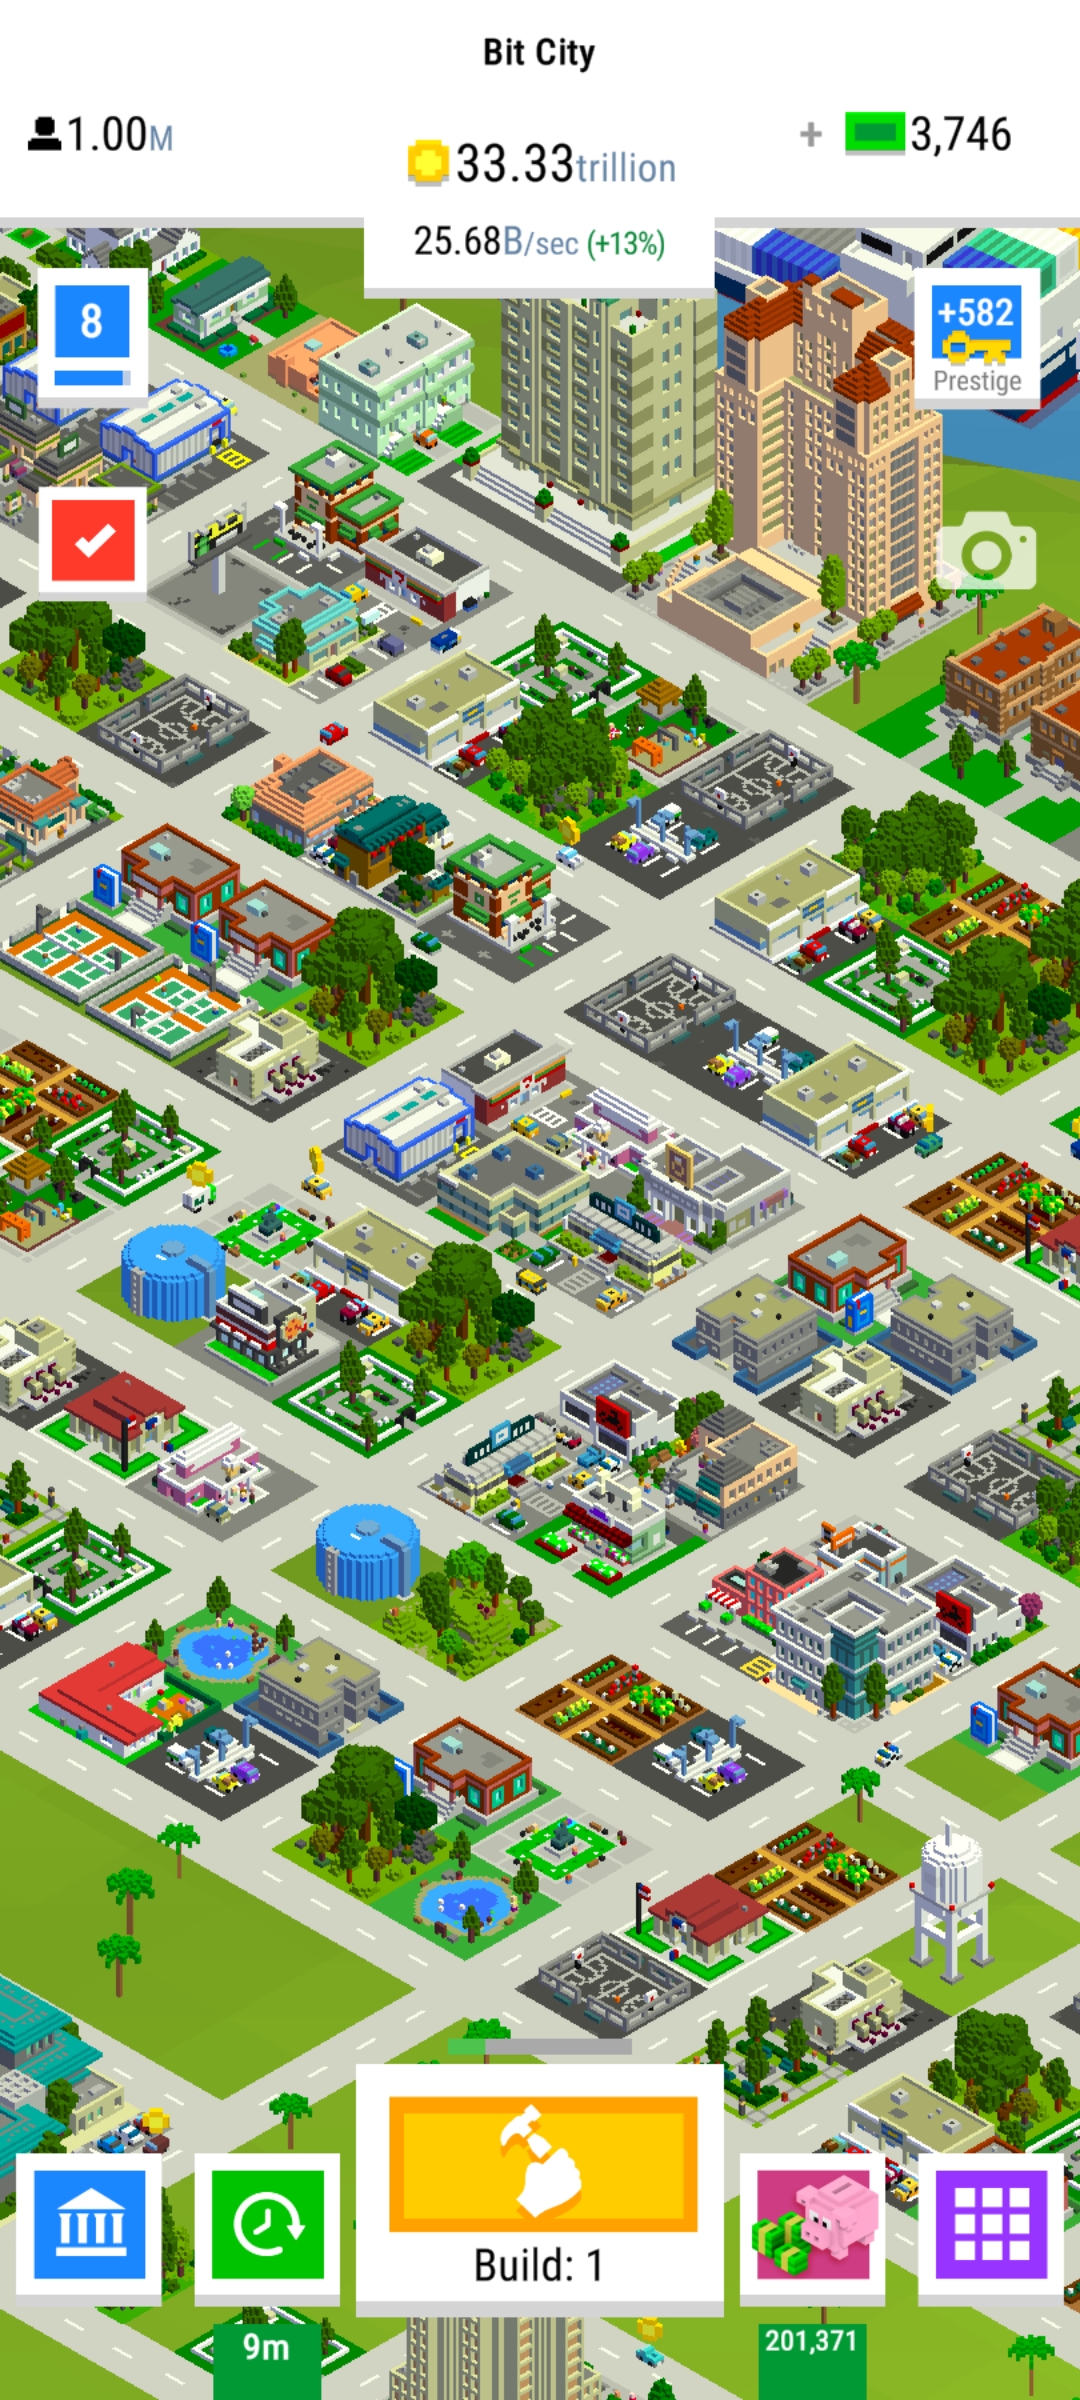 Bit City
1.00M
33.33trillion
+ 3,746
25.68B/sec (+13%)
8
+582
Prestige
Build: 1
9m
201,371